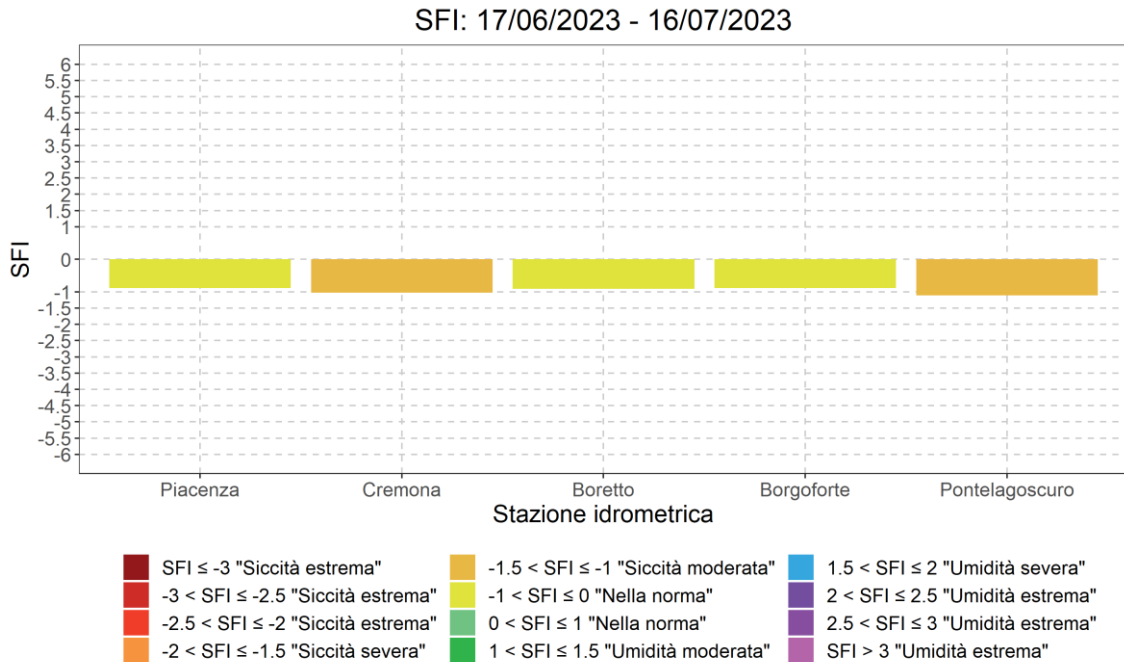 SFI: 17/06/2023 - 16/07/2023
6
5.5
5
4.5
4
3.5
3
2.5
2
1.5
1
0
-1
-1.5
-2
-2.5
-3
-3.5
-4
-4.5
-5
-5.5
-6
SFI
Piacenza Cremona Boretto Borgoforte Pontelagoscuro
Stazione idrometrica
SFI ≤ -3 "Siccità estrema"
-3 < SFI ≤ -2.5 "Siccità estrema"
-2.5 < SFI ≤ -2 "Siccità estrema"
-2 < SFI ≤ -1.5 "Siccità severa"
-1.5 < SFI ≤ -1 "Siccità moderata"
-1 < SFI ≤ 0 "Nella norma"
0 < SFI ≤ 1 "Nella norma"
1 < SFI ≤ 1.5 "Umidità moderata"
1.5 < SFI ≤ 2 "Umidità severa"
2 < SFI ≤ 2.5 "Umidità estrema"
2.5 < SFI ≤ 3 "Umidità estrema"
SFI > 3 "Umidità estrema"